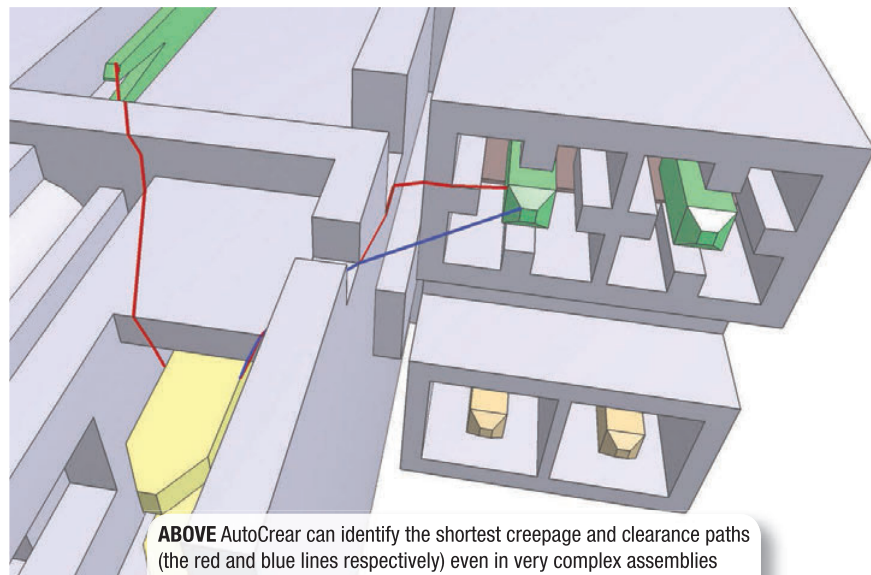 ABOVE AutoCrear can identify the shortest creepage and clearance paths
(the red and blue lines respectively) even in very complex assemblies